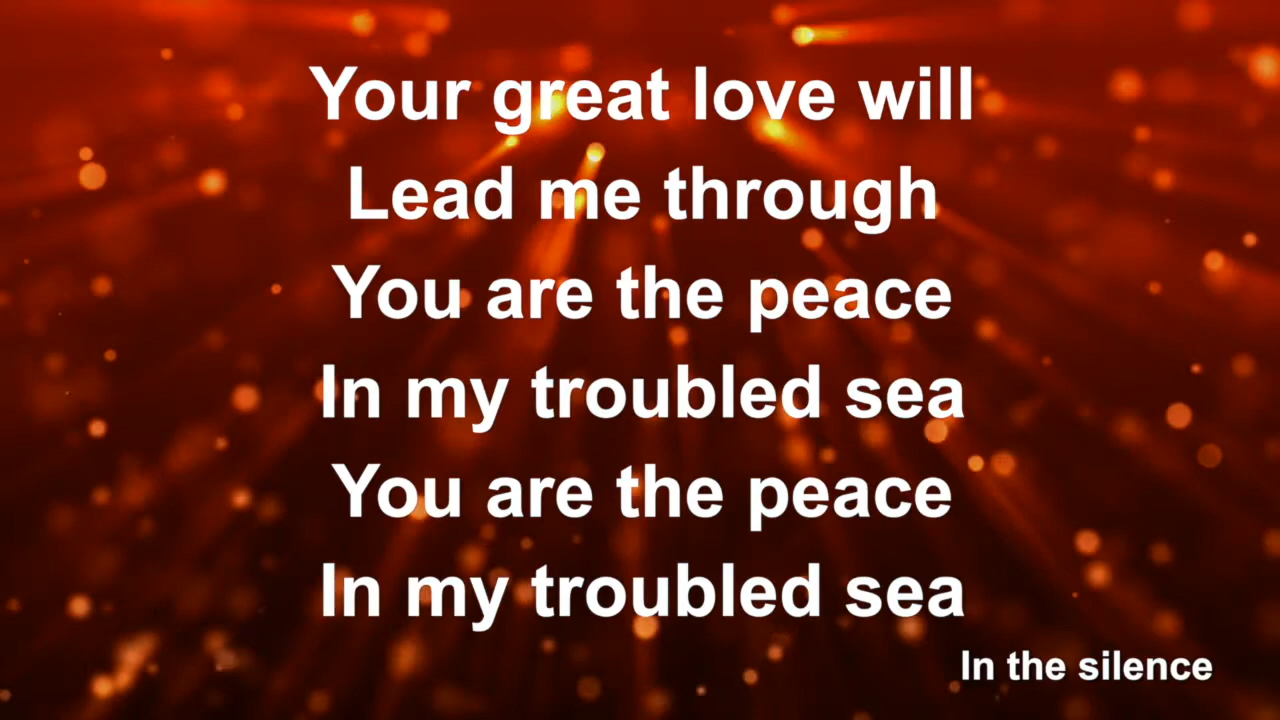 Your great love will
Lead me through
You are the peace
In my troubled sea
You are the peace
In my troubled sea
In the silence